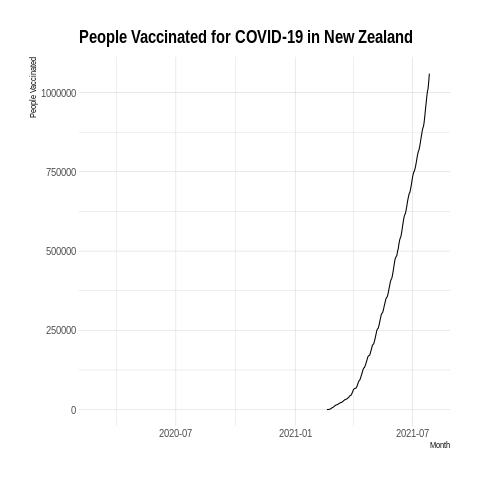 People Vaccinated for COVID-19 in New Zealand
People Vaccinated
1000000
750000
500000
250000
0
2020-07
2021-01
2021-07
Month